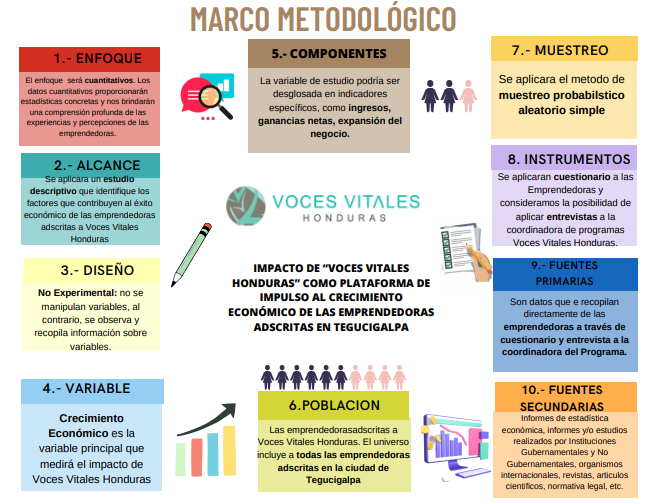 MARCO METODOLÓGICO
1.- ENFOQUE
El enfoque será cuantitativos. Los
datos cuantitativos proporcionarán
estadísticas concretas y nos brindarán
una comprensión profunda de las
experiencias y percepciones de las
emprendedoras.
2.- ALCANCE
Se aplicara un estudio
descriptivo que identifique los
factores que contribuyen al éxito
económico de las emprendedoras
adscritas a Voces Vitales
Honduras
3.- DISEÑO
No Experimental: no se
manipulan variables, al
contrario, se observa y
recopila información sobre
variables.
4.- VARIABLE
Crecimiento
Económico es la
variable principal que
medirá el impacto de
Voces Vitales Honduras
5.- COMPONENTES
La variable de estudio podría ser
desglosada en indicadores
específicos, como ingresos,
ganancias netas, expansión del
negocio.
VOCES VITALES
HONDURAS
IMPACTO DE “VOCES VITALES
HONDURAS” COMO PLATAFORMA DE
IMPULSO AL CRECIMIENTO
ECONÓMICO DE LAS EMPRENDEDORAS
ADSCRITAS EN TEGUCIGALPA
6.POBLACION
Las emprendedorasadscritas a
Voces Vitales Honduras. El universo
incluye a todas las emprendedoras
adscritas en la ciudad de
Tegucigalpa
7.- MUESTREO
Se aplicara el metodo de
muestreo probabilstico
aleatorio simple
8. INSTRUMENTOS
Se aplicaran cuestionario a las
Emprendedoras y
consideramos la posibilidad de
aplicar entrevistas a la
coordinadora de programas
Voces Vitales Honduras.
9.- FUENTES
PRIMARIAS
Son datos que e recopilan
directamente de las
emprendedoras a través de
cuestionario y entrevista a la
coordinadora del Programa.
10.- FUENTES
SECUNDARIAS
Informes de estadística
económica, informes y/o estudios
realizados por Instituciones
Gubernamentales y No
Gubernamentales, organismos
internacionales, revistas, articulos
cientificos, normativa legal, etc.